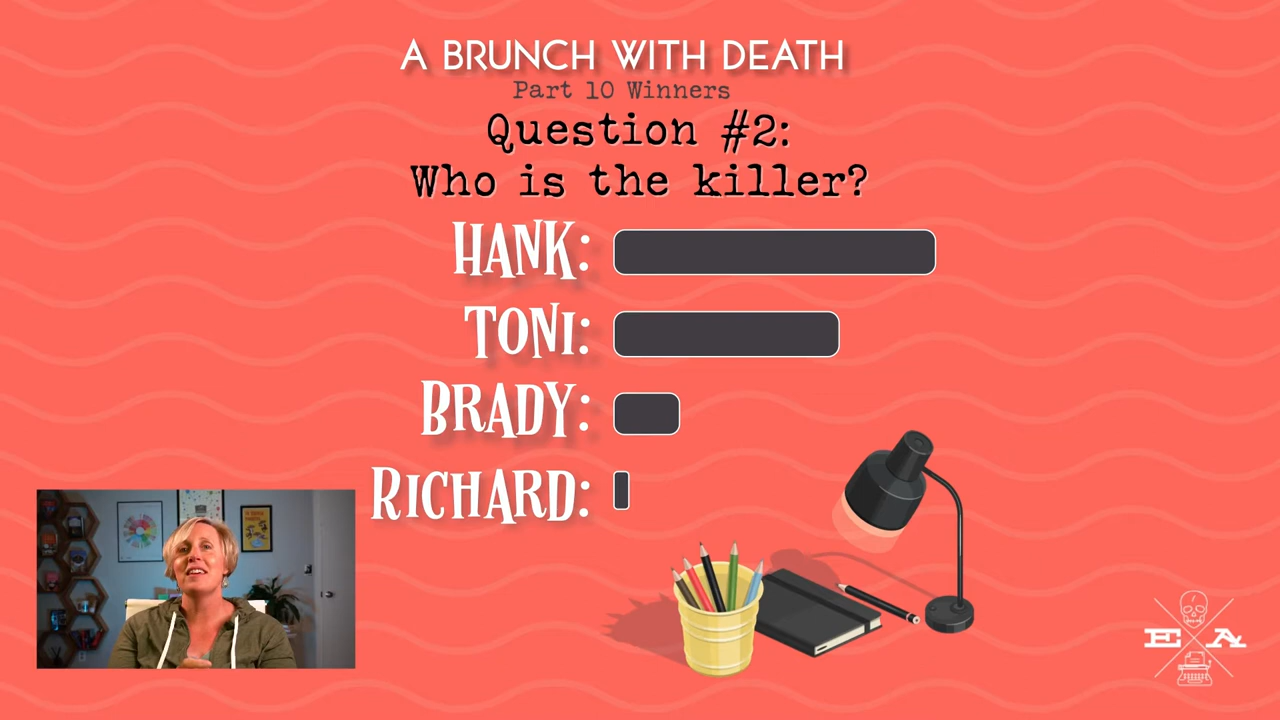 A BRUNCH WITH DEATH
Part 10 Winners
Question #2:
Who is the killer?
HANK:
TONI:
BRADY:
RICHARD:
E A